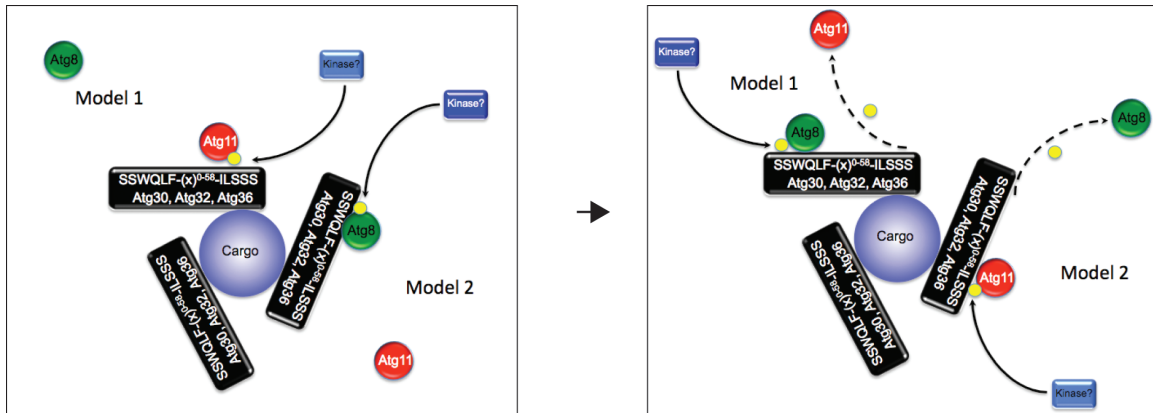 Atg8
Model 1
Kinase?
Kinase?
Atg11
SSWQLF-(x)⁰⁻⁵⁸-ILSSS
Atg30, Atg32, Atg36
SSWQLF-(x)⁰⁻⁵⁸-ILSSS
Atg30, Atg32, Atg36
Atg8
Cargo
SSWQLF-(x)⁰⁻⁵⁸-ILSSS
Atg30, Atg32, Atg36
Model 2
Atg11
Atg11
Kinase?
Model 1
Atg8
Atg8
SSWQLF-(x)⁰⁻⁵⁸-ILSSS
Atg30, Atg32, Atg36
SSWQLF-(x)⁰⁻⁵⁸-ILSSS
Atg30, Atg32, Atg36
Cargo
Atg11
Model 2
SSWQLF-(x)⁰⁻⁵⁸-ILSSS
Atg30, Atg32, Atg36
Kinase?